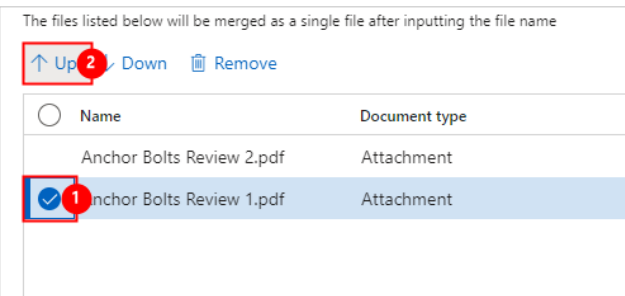 The files listed below will be merged as a single file after inputting the file name
Up 2 Down Remove
Name Document type
Anchor Bolts Review 2.pdf Attachment
1 nchor Bolts Review 1.pdf Attachment